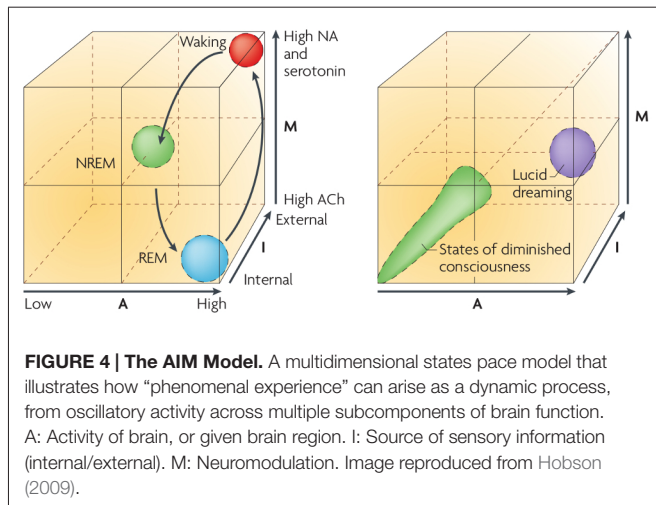 Waking
High NA
and
serotonin
M
NREM
High ACh
External
I
REM
Internal
Low
A
High
M
Lucid
dreaming
States of diminished
consciousness
I
A
FIGURE 4 | The AIM Model. A multidimensional states pace model that
illustrates how “phenomenal experience” can arise as a dynamic process,
from oscillatory activity across multiple subcomponents of brain function.
A: Activity of brain, or given brain region. I: Source of sensory information
(internal/external). M: Neuromodulation. Image reproduced from Hobson
(2009).